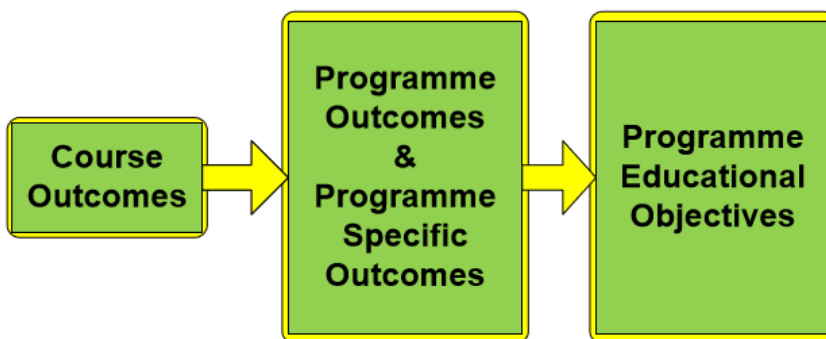 Course
Outcomes
Programme
Outcomes
&
Programme
Specific
Outcomes
Programme
Educational
Objectives